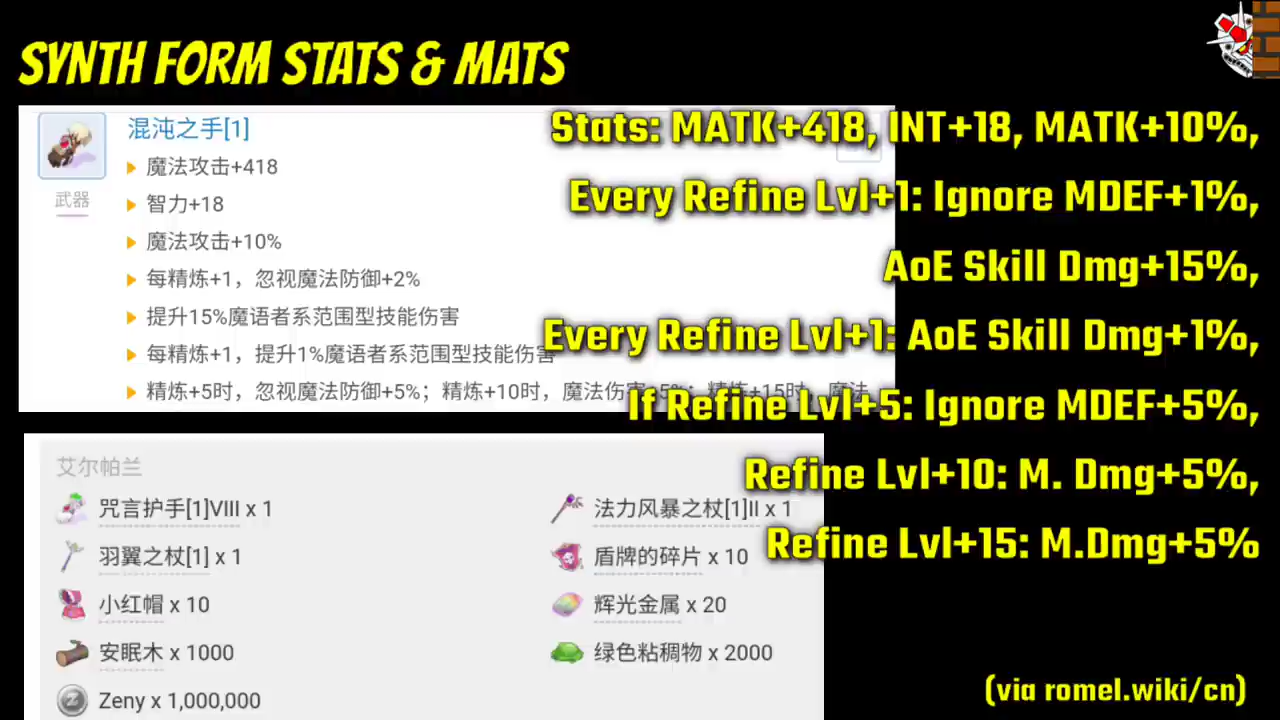 SYNTH FORM STATS & MATS
混沌之手[1]
武器
魔法攻击+418
智力+18
魔法攻击+10%
每精炼+1，忽视魔法防御+2%
提升15%魔语者系范围型技能伤害
每精炼+1，提升1%魔语者系范围型技能伤害
精炼+5时，忽视魔法防御+5%；精炼+10时，魔法伤害+5%；精炼+15时，魔法
Stats: MATK+418, INT+18, MATK+10%,
Every Refine Lvl+1: Ignore MDEF+1%,
AoE Skill Dmg+15%,
Every Refine Lvl+1: AoE Skill Dmg+1%,
If Refine Lvl+5: Ignore MDEF+5%,
Refine Lvl+10: M. Dmg+5%,
Refine Lvl+15: M.Dmg+5%
艾尔帕兰
咒言护手[1]VIII x 1
法力风暴之杖[1]II x 1
羽翼之杖[1] x 1
盾牌的碎片 x 10
小红帽 x 10
辉光金属 x 20
安眠木 x 1000
绿色粘稠物 x 2000
Zeny x 1,000,000
(via romel.wiki/cn)